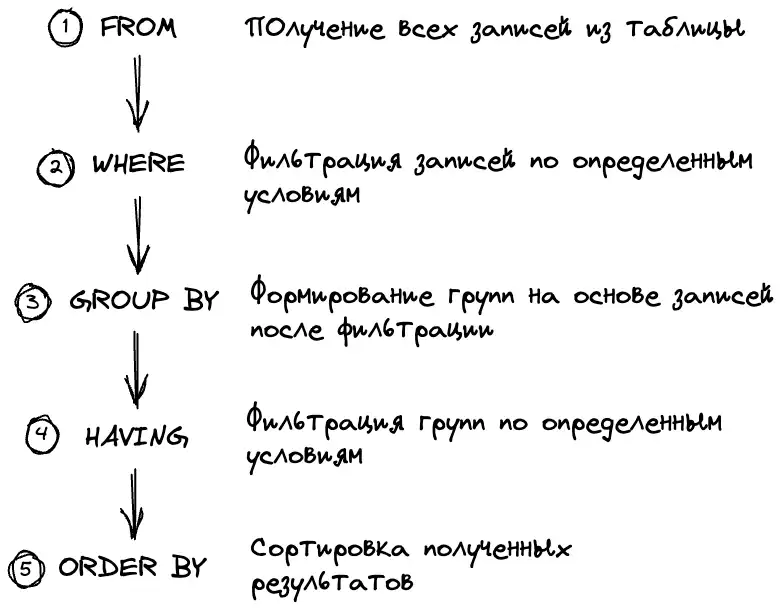 1 FROM Получение всех записей из таблицы
2 WHERE Фильтрация записей по определенным
условиям
3 GROUP BY Формирование групп на основе записей
после фильтрации
4 HAVING Фильтрация групп по определенным
условиям
5 ORDER BY Сортировка полученных
результатов